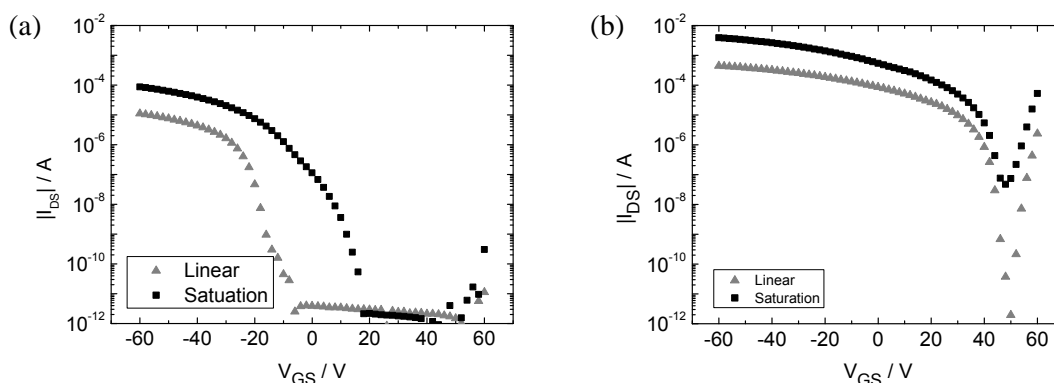 (a)
10^-2
10^-4
10^-6
10^-8
10^-10
10^-12
|I_DS| / A
Linear
Satuation
-60 -40 -20 0 20 40 60
V_GS / V
(b)
10^-2
10^-4
10^-6
10^-8
10^-10
10^-12
|I_DS| / A
Linear
Saturation
-60 -40 -20 0 20 40 60
V_GS / V